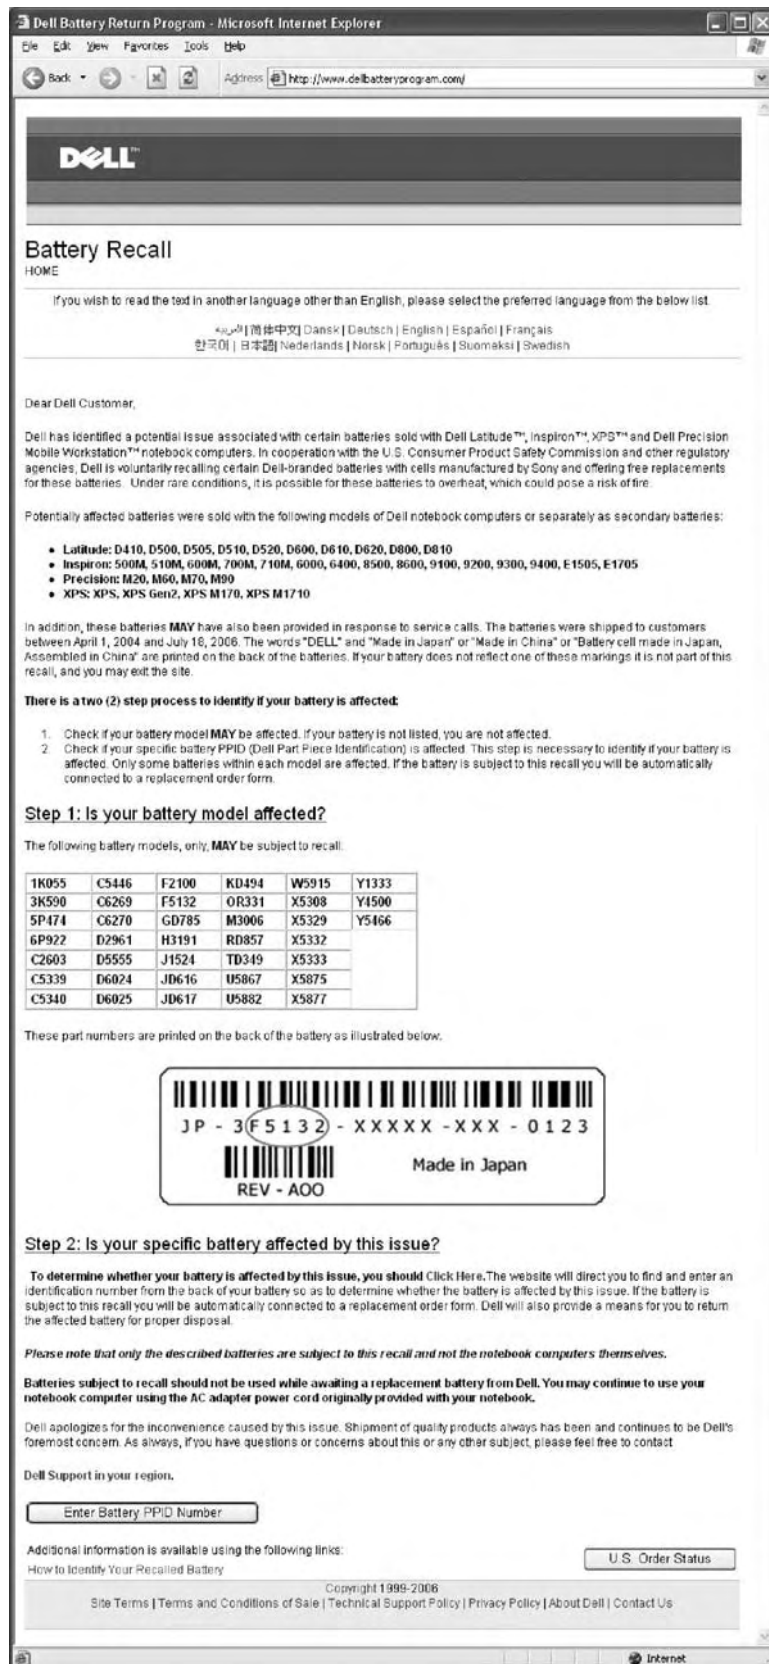 Dell Battery Return Program - Microsoft Internet Explorer
File Edit View Favorites Tools Help
Back Address http://www.dellbatteryprogram.com/
DELL™
Battery Recall
HOME
If you wish to read the text in another language other than English, please select the preferred language from the below list.
العربية | 简体中文| Dansk | Deutsch | English | Español | Français
한국어 | 日本語| Nederlands | Norsk | Português | Suomeksi | Swedish
Dear Dell Customer,
Dell has identified a potential issue associated with certain batteries sold with Dell Latitude™, Inspiron™, XPS™ and Dell Precision
Mobile Workstation™ notebook computers. In cooperation with the U.S. Consumer Product Safety Commission and other regulatory
agencies, Dell is voluntarily recalling certain Dell-branded batteries with cells manufactured by Sony and offering free replacements
for these batteries. Under rare conditions, it is possible for these batteries to overheat, which could pose a risk of fire.
Potentially affected batteries were sold with the following models of Dell notebook computers or separately as secondary batteries:
• Latitude: D410, D500, D505, D510, D520, D600, D610, D620, D800, D810
• Inspiron: 500M, 510M, 600M, 700M, 710M, 6000, 6400, 8500, 8600, 9100, 9200, 9300, 9400, E1505, E1705
• Precision: M20, M60, M70, M90
• XPS: XPS, XPS Gen2, XPS M170, XPS M1710
In addition, these batteries MAY have also been provided in response to service calls. The batteries were shipped to customers
between April 1, 2004 and July 18, 2006. The words "DELL" and "Made in Japan" or "Made in China" or "Battery cell made in Japan,
Assembled in China" are printed on the back of the batteries. If your battery does not reflect one of these markings it is not part of this
recall, and you may exit the site.
There is a two (2) step process to identify if your battery is affected:
1. Check if your battery model MAY be affected. If your battery is not listed, you are not affected.
2. Check if your specific battery PPID (Dell Part Piece Identification) is affected. This step is necessary to identify if your battery is
affected. Only some batteries within each model are affected. If the battery is subject to this recall you will be automatically
connected to a replacement order form.
Step 1: Is your battery model affected?
The following battery models, only, MAY be subject to recall:
1K055 C5446 F2100 KD494 W5915 Y1333
3K590 C6269 F5132 OR331 X5308 Y4500
5P474 C6270 GD785 M3006 X5329 Y5466
6P922 D2961 H3191 RD857 X5332
C2603 D5555 J1524 TD349 X5333
C5339 D6024 JD616 U5867 X5875
C5340 D6025 JD617 U5882 X5877
These part numbers are printed on the back of the battery as illustrated below.
JP - 3 F5132 - XXXXX - XXX - 0123
Made in Japan
REV - A00
Step 2: Is your specific battery affected by this issue?
To determine whether your battery is affected by this issue, you should Click Here.The website will direct you to find and enter an
identification number from the back of your battery so as to determine whether the battery is affected by this issue. If the battery is
subject to this recall you will be automatically connected to a replacement order form. Dell will also provide a means for you to return
the affected battery for proper disposal.
Please note that only the described batteries are subject to this recall and not the notebook computers themselves.
Batteries subject to recall should not be used while awaiting a replacement battery from Dell. You may continue to use your
notebook computer using the AC adapter power cord originally provided with your notebook.
Dell apologizes for the inconvenience caused by this issue. Shipment of quality products always has been and continues to be Dell's
foremost concern. As always, if you have questions or concerns about this or any other subject, please feel free to contact
Dell Support in your region.
Enter Battery PPID Number
Additional information is available using the following links:
How to Identify Your Recalled Battery
U.S. Order Status
Copyright 1999-2006
Site Terms | Terms and Conditions of Sale | Technical Support Policy | Privacy Policy | About Dell | Contact Us
Internet